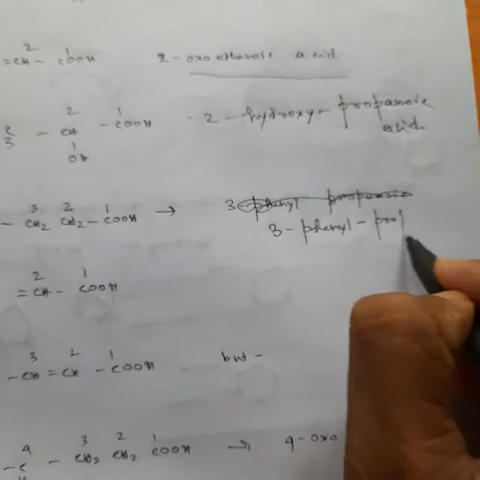 2 1
=CH - COOH 2-oxo ethanoic acid.
2 1
3 - CH - COOH - 2 - hydroxy - propanoic
OH acid
3 2 1
- CH2 CH2 - COOH → 3-phenyl propanoic
3 - phenyl - pro
2 1
=CH - COOH
3 2 1
-CH = CH - COOH but -
4 3 2 1
-C - CH2 CH2 COOH → 4-oxo